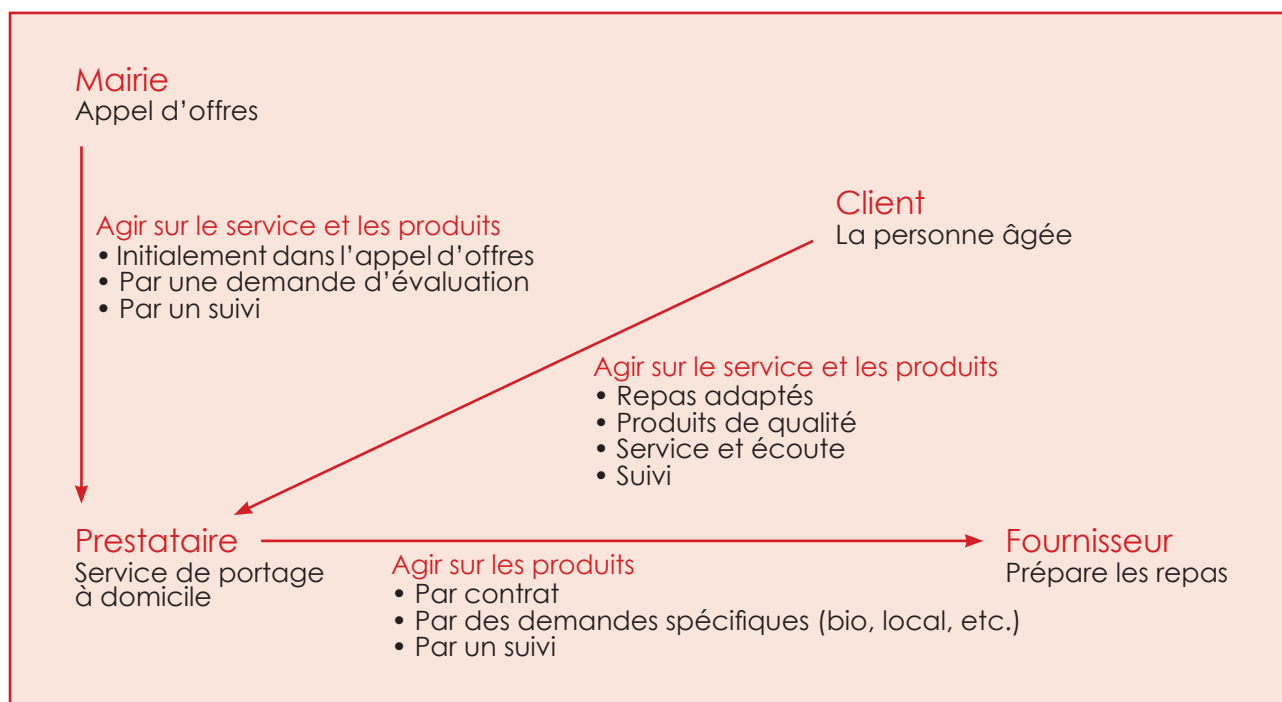 Mairie
Appel d’offres
Agir sur le service et les produits
• Initialement dans l’appel d’offres
• Par une demande d’évaluation
• Par un suivi
Client
La personne âgée
Agir sur le service et les produits
• Repas adaptés
• Produits de qualité
• Service et écoute
• Suivi
Prestataire
Service de portage
à domicile
Agir sur les produits
• Par contrat
• Par des demandes spécifiques (bio, local, etc.)
• Par un suivi
Fournisseur
Prépare les repas